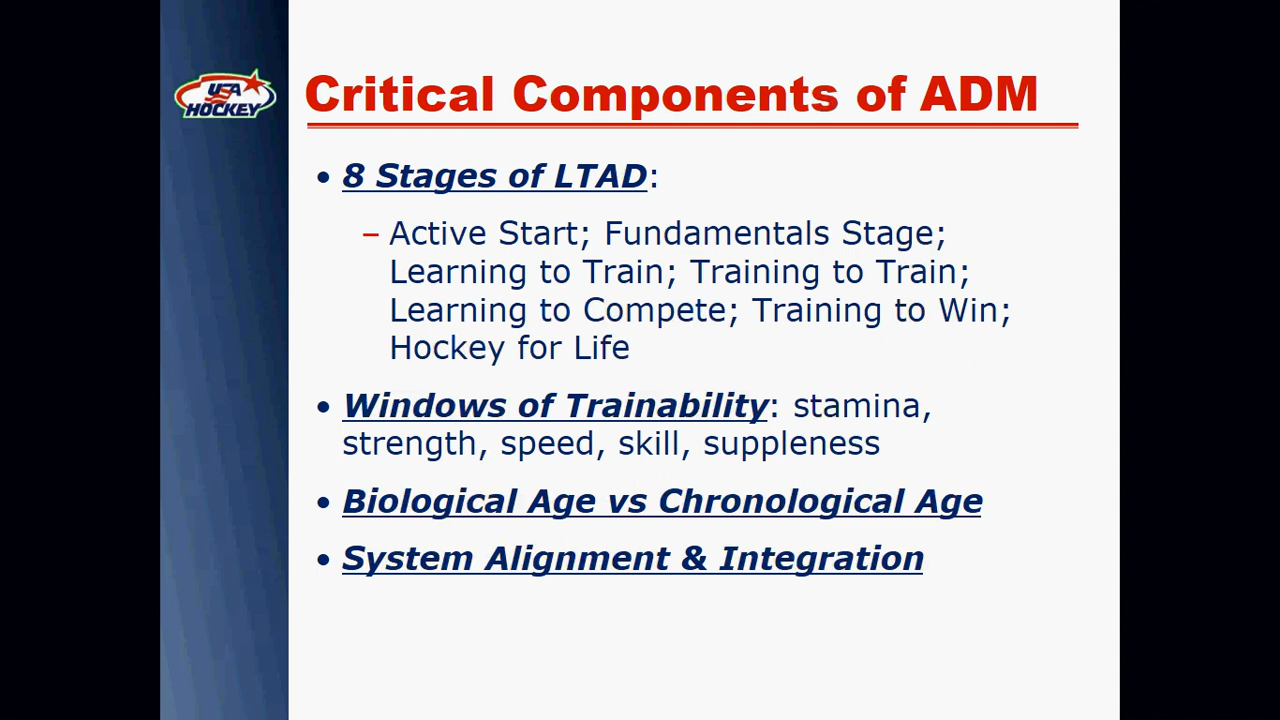 USA
HOCKEY
Critical Components of ADM
• 8 Stages of LTAD:
– Active Start; Fundamentals Stage;
Learning to Train; Training to Train;
Learning to Compete; Training to Win;
Hockey for Life
• Windows of Trainability: stamina,
strength, speed, skill, suppleness
• Biological Age vs Chronological Age
• System Alignment & Integration